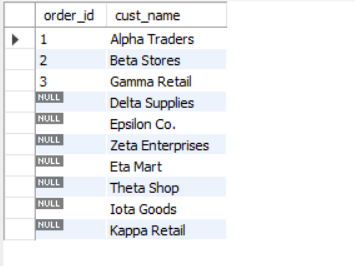 order_id cust_name
1 Alpha Traders
2 Beta Stores
3 Gamma Retail
NULL Delta Supplies
NULL Epsilon Co.
NULL Zeta Enterprises
NULL Eta Mart
NULL Theta Shop
NULL Iota Goods
NULL Kappa Retail